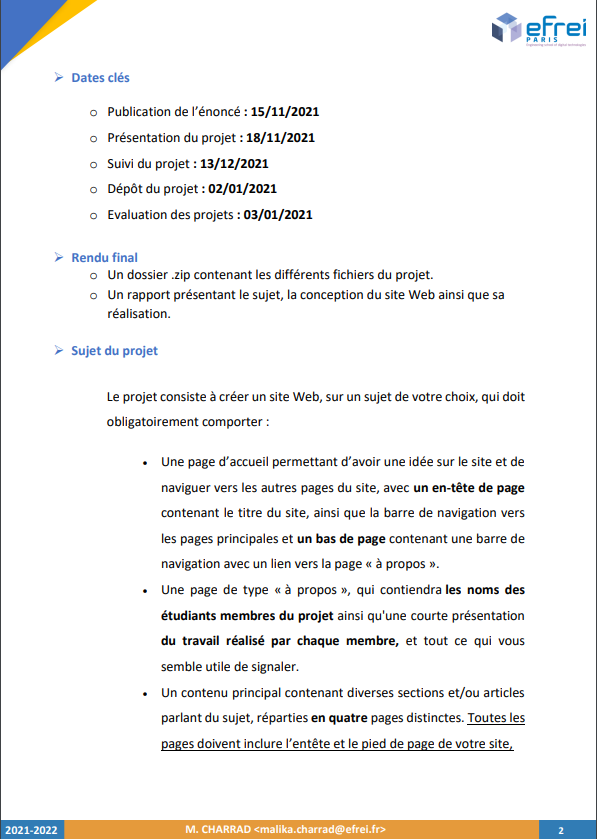 efrei
PARIS
Engineering school of digital technologies
Dates clés
o Publication de l’énoncé : 15/11/2021
o Présentation du projet : 18/11/2021
o Suivi du projet : 13/12/2021
o Dépôt du projet : 02/01/2021
o Evaluation des projets : 03/01/2021
Rendu final
o Un dossier .zip contenant les différents fichiers du projet.
o Un rapport présentant le sujet, la conception du site Web ainsi que sa
réalisation.
Sujet du projet
Le projet consiste à créer un site Web, sur un sujet de votre choix, qui doit
obligatoirement comporter :
• Une page d’accueil permettant d’avoir une idée sur le site et de
naviguer vers les autres pages du site, avec un en-tête de page
contenant le titre du site, ainsi que la barre de navigation vers
les pages principales et un bas de page contenant une barre de
navigation avec un lien vers la page « à propos ».
• Une page de type « à propos », qui contiendra les noms des
étudiants membres du projet ainsi qu'une courte présentation
du travail réalisé par chaque membre, et tout ce qui vous
semble utile de signaler.
• Un contenu principal contenant diverses sections et/ou articles
parlant du sujet, réparties en quatre pages distinctes. Toutes les
pages doivent inclure l’entête et le pied de page de votre site,
2021-2022 M. CHARRAD <malika.charrad@efrei.fr> 2